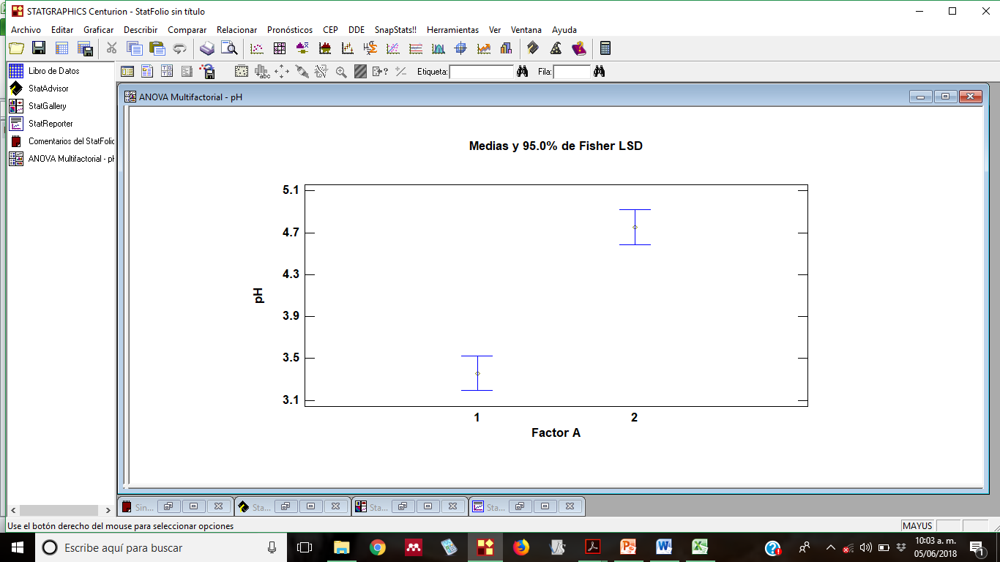 STATGRAPHICS Centurion - StatFolio sin título
Archivo Editar Graficar Describir Comparar Relacionar Pronósticos CEP DDE SnapStats!! Herramientas Ver Ventana Ayuda
Etiqueta: Fila:
Libro de Datos
StatAdvisor
StatGallery
StatReporter
Comentarios del StatFolio
ANOVA Multifactorial - pH
ANOVA Multifactorial - pH
Medias y 95.0% de Fisher LSD
5.1
4.7
4.3
3.9
3.5
3.1
pH
1 2
Factor A
Sin... Sta... Sta... Sta...
Use el botón derecho del mouse para seleccionar opciones
MAYUS
Escribe aquí para buscar
10:03 a. m.
05/06/2018
1